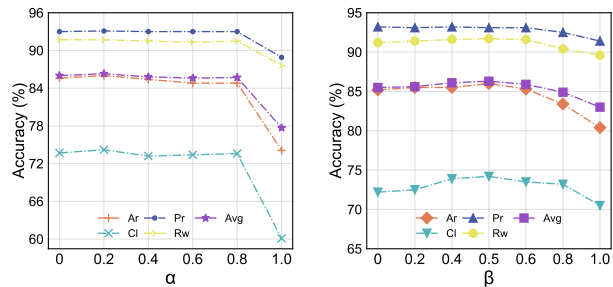 96
90
84
78
72
66
60
Accuracy (%)
Ar
Pr
Avg
Cl
Rw
0
0.2
0.4
0.6
0.8
1.0
α
95
90
85
80
75
70
65
Accuracy (%)
Ar
Pr
Avg
Cl
Rw
0
0.2
0.4
0.5
0.6
0.8
1.0
β